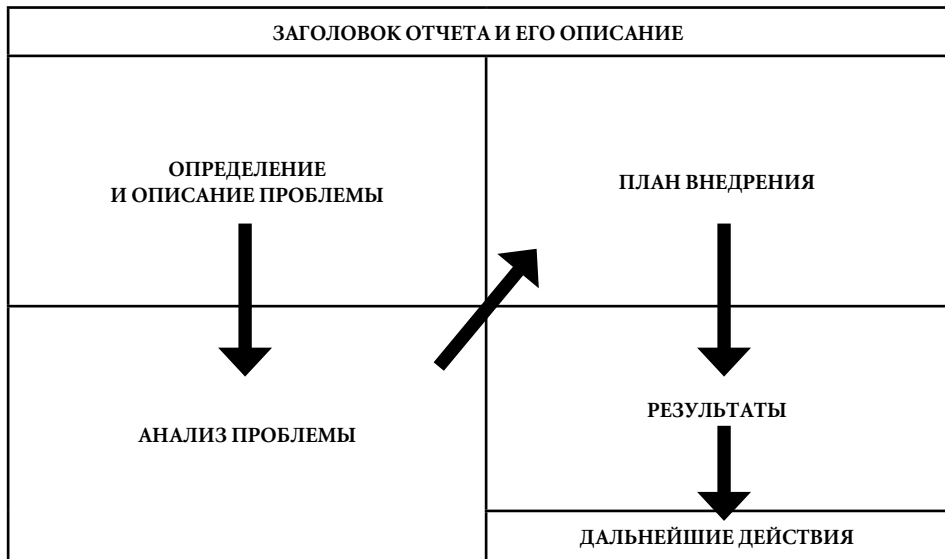 ЗАГОЛОВОК ОТЧЕТА И ЕГО ОПИСАНИЕ
ОПРЕДЕЛЕНИЕ
И ОПИСАНИЕ ПРОБЛЕМЫ
АНАЛИЗ ПРОБЛЕМЫ
ПЛАН ВНЕДРЕНИЯ
РЕЗУЛЬТАТЫ
ДАЛЬНЕЙШИЕ ДЕЙСТВИЯ